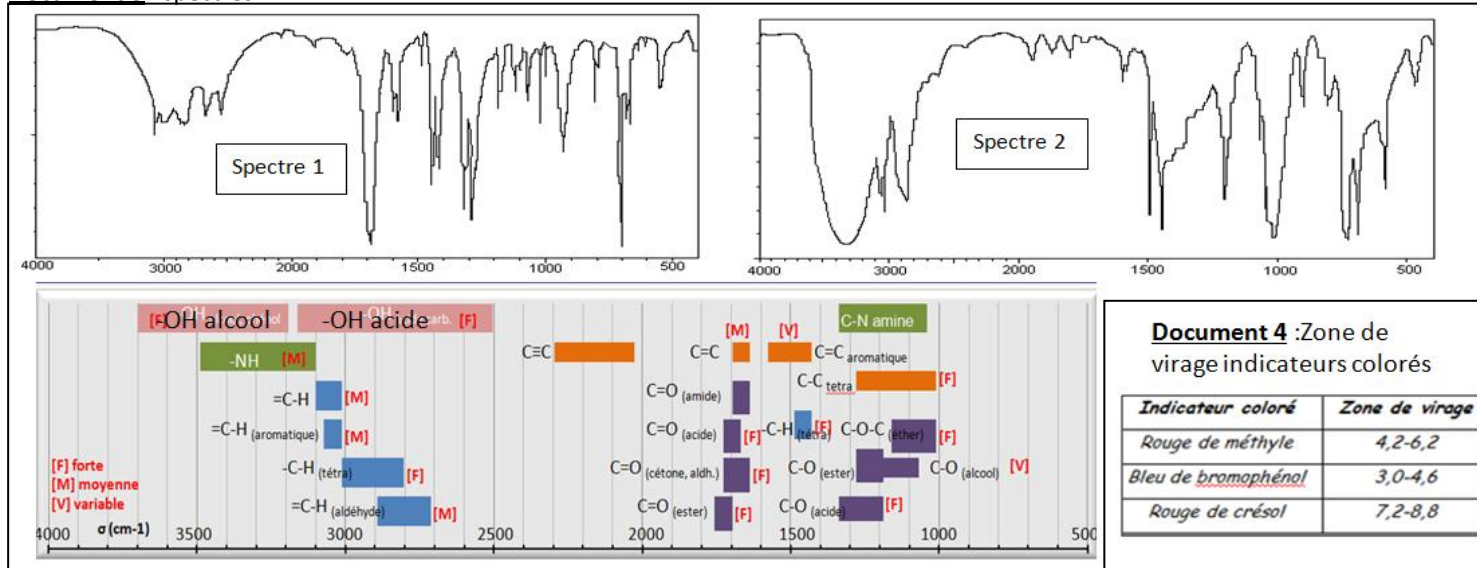 Spectre 1
Spectre 2
4000 3000 2000 1500 1000 500
4000 3000 2000 1500 1000 500
[F] -OH alcool -OH acide carb. [F]
C-N amine
-NH [M]
C≡C
C=C [M]
[V] C=C aromatique
C-C tetra [F]
=C-H [M]
C=O (amide)
=C-H (aromatique) [M]
C=O (acide) [F]
-C-H (tétra) [F]
C-O-C (éther) [F]
-C-H (tétra) [F]
C=O (cétone, aldh.) [F]
C-O (ester)
C-O (alcool) [V]
=C-H (aldéhyde) [M]
C=O (ester) [F]
C-O (acide) [F]
[F] forte
[M] moyenne
[V] variable
σ (cm-1)
4000 3500 3000 2500 2000 1500 1000 500
Document 4 :Zone de
virage indicateurs colorés
Indicateur coloré Zone de virage
Rouge de méthyle 4,2-6,2
Bleu de bromophénol 3,0-4,6
Rouge de crésol 7,2-8,8